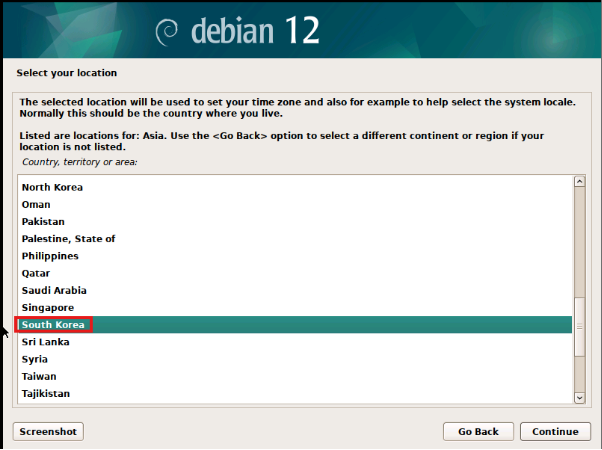 debian 12
Select your location
The selected location will be used to set your time zone and also for example to help select the system locale.
Normally this should be the country where you live.
Listed are locations for: Asia. Use the <Go Back> option to select a different continent or region if your
location is not listed.
Country, territory or area:
North Korea
Oman
Pakistan
Palestine, State of
Philippines
Qatar
Saudi Arabia
Singapore
South Korea
Sri Lanka
Syria
Taiwan
Tajikistan
Screenshot
Go Back
Continue